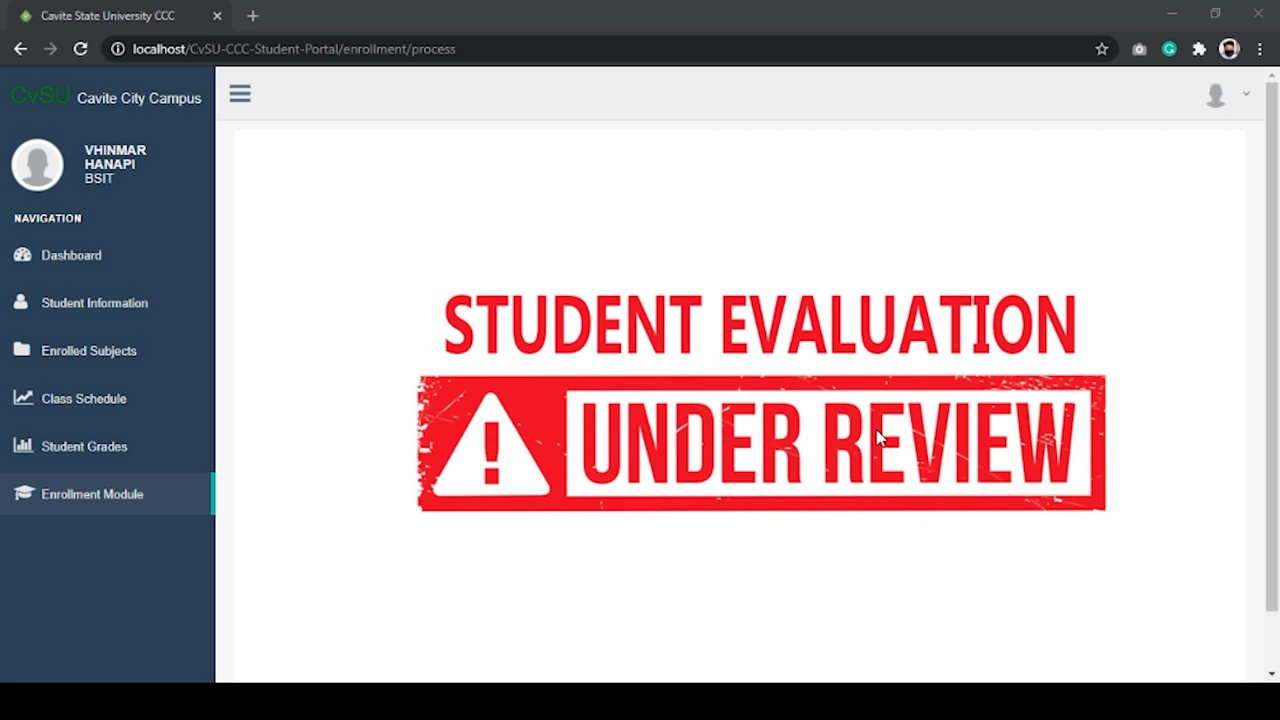 Cavite State University CCC
localhost/CvSU-CCC-Student-Portal/enrollment/process
CvSU Cavite City Campus
VHINMAR
HANAPI
BSIT
NAVIGATION
Dashboard
Student Information
Enrolled Subjects
Class Schedule
Student Grades
Enrollment Module
STUDENT EVALUATION
UNDER REVIEW